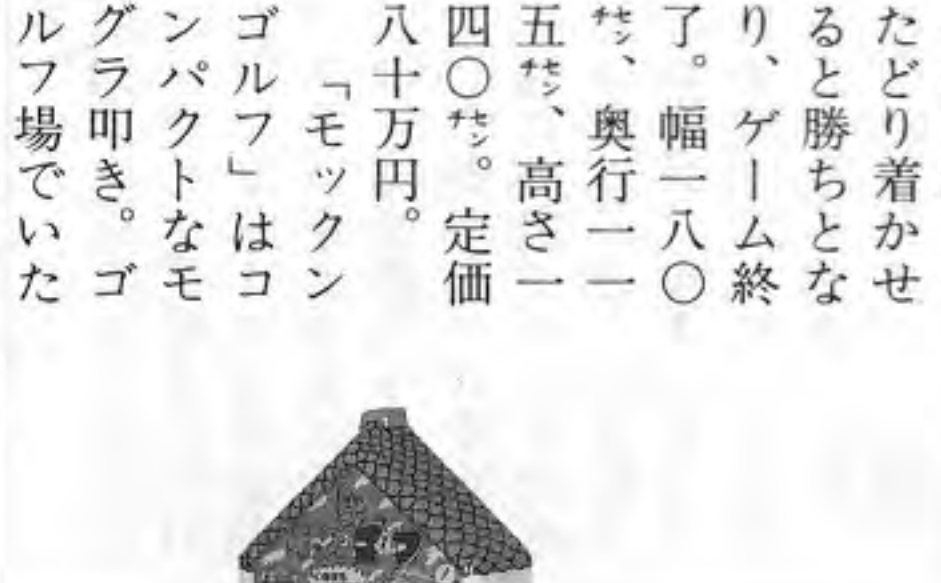 たどり着かせ
ると勝ちとな
り、ゲーム終
了。幅一八〇
センチ、奥行一一
五センチ、高さ一
四〇センチ。定価
八十万円。
「モックン
ゴルフ」はコ
ンパクトなモ
グラ叩き。ゴ
ルフ場でいた